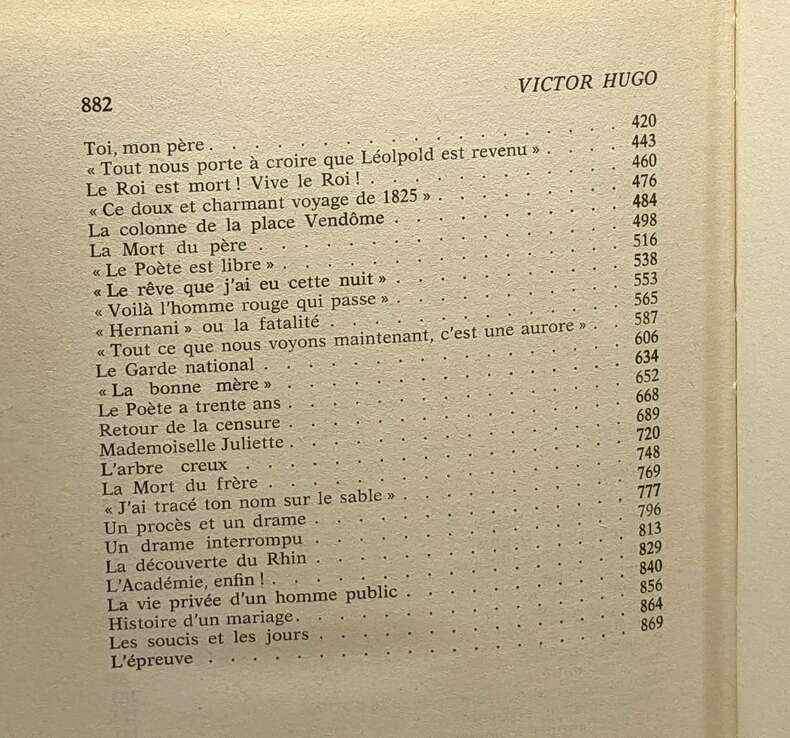 882 VICTOR HUGO
Toi, mon père . . . . . . . . . . . . . . . . . . 420
« Tout nous porte à croire que Léolpold est revenu » . . . . 443
Le Roi est mort ! Vive le Roi ! . . . . . . . . . . . . 460
« Ce doux et charmant voyage de 1825 » . . . . . . . . . 476
La colonne de la place Vendôme . . . . . . . . . . . 484
La Mort du père . . . . . . . . . . . . . . . . 498
« Le Poète est libre » . . . . . . . . . . . . . . . 516
« Le rêve que j'ai eu cette nuit » . . . . . . . . . . . 538
« Voilà l'homme rouge qui passe » . . . . . . . . . . . 553
« Hernani » ou la fatalité . . . . . . . . . . . . . . 565
« Tout ce que nous voyons maintenant, c'est une aurore » . . 587
Le Garde national . . . . . . . . . . . . . . . . 606
« La bonne mère » . . . . . . . . . . . . . . . . 634
Le Poète a trente ans . . . . . . . . . . . . . . . 652
Retour de la censure . . . . . . . . . . . . . . . 668
Mademoiselle Juliette . . . . . . . . . . . . . . . 689
L'arbre creux . . . . . . . . . . . . . . . . . 720
La Mort du frère . . . . . . . . . . . . . . . . 748
« J'ai tracé ton nom sur le sable » . . . . . . . . . . 769
Un procès et un drame . . . . . . . . . . . . . . 777
Un drame interrompu . . . . . . . . . . . . . . . 796
La découverte du Rhin . . . . . . . . . . . . . . 813
L'Académie, enfin ! . . . . . . . . . . . . . . . . 829
La vie privée d'un homme public . . . . . . . . . . 840
Histoire d'un mariage . . . . . . . . . . . . . . . 856
Les soucis et les jours . . . . . . . . . . . . . . 864
L'épreuve . . . . . . . . . . . . . . . . . . . 869